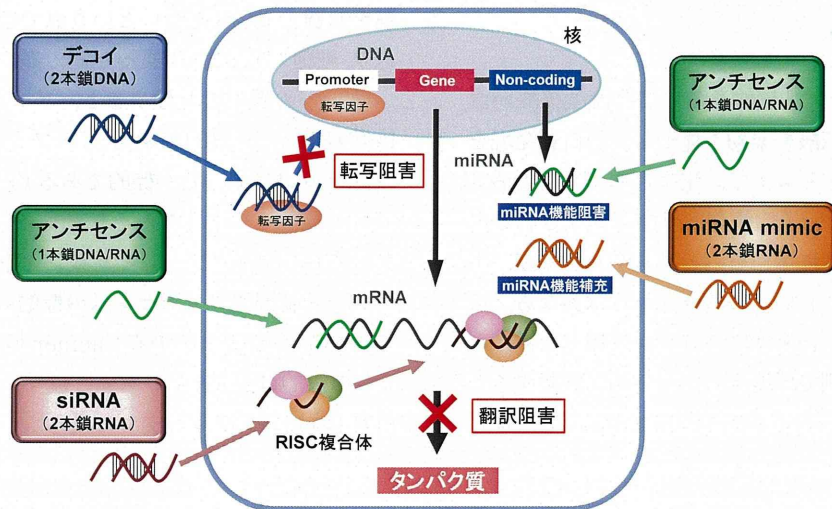 デコイ
(2本鎖DNA)
核
DNA
Promoter
Gene
Non-coding
転写因子
アンチセンス
(1本鎖DNA/RNA)
転写阻害
miRNA
転写因子
miRNA機能阻害
アンチセンス
(1本鎖DNA/RNA)
miRNA mimic
(2本鎖RNA)
miRNA機能補充
mRNA
siRNA
(2本鎖RNA)
RISC複合体
翻訳阻害
タンパク質